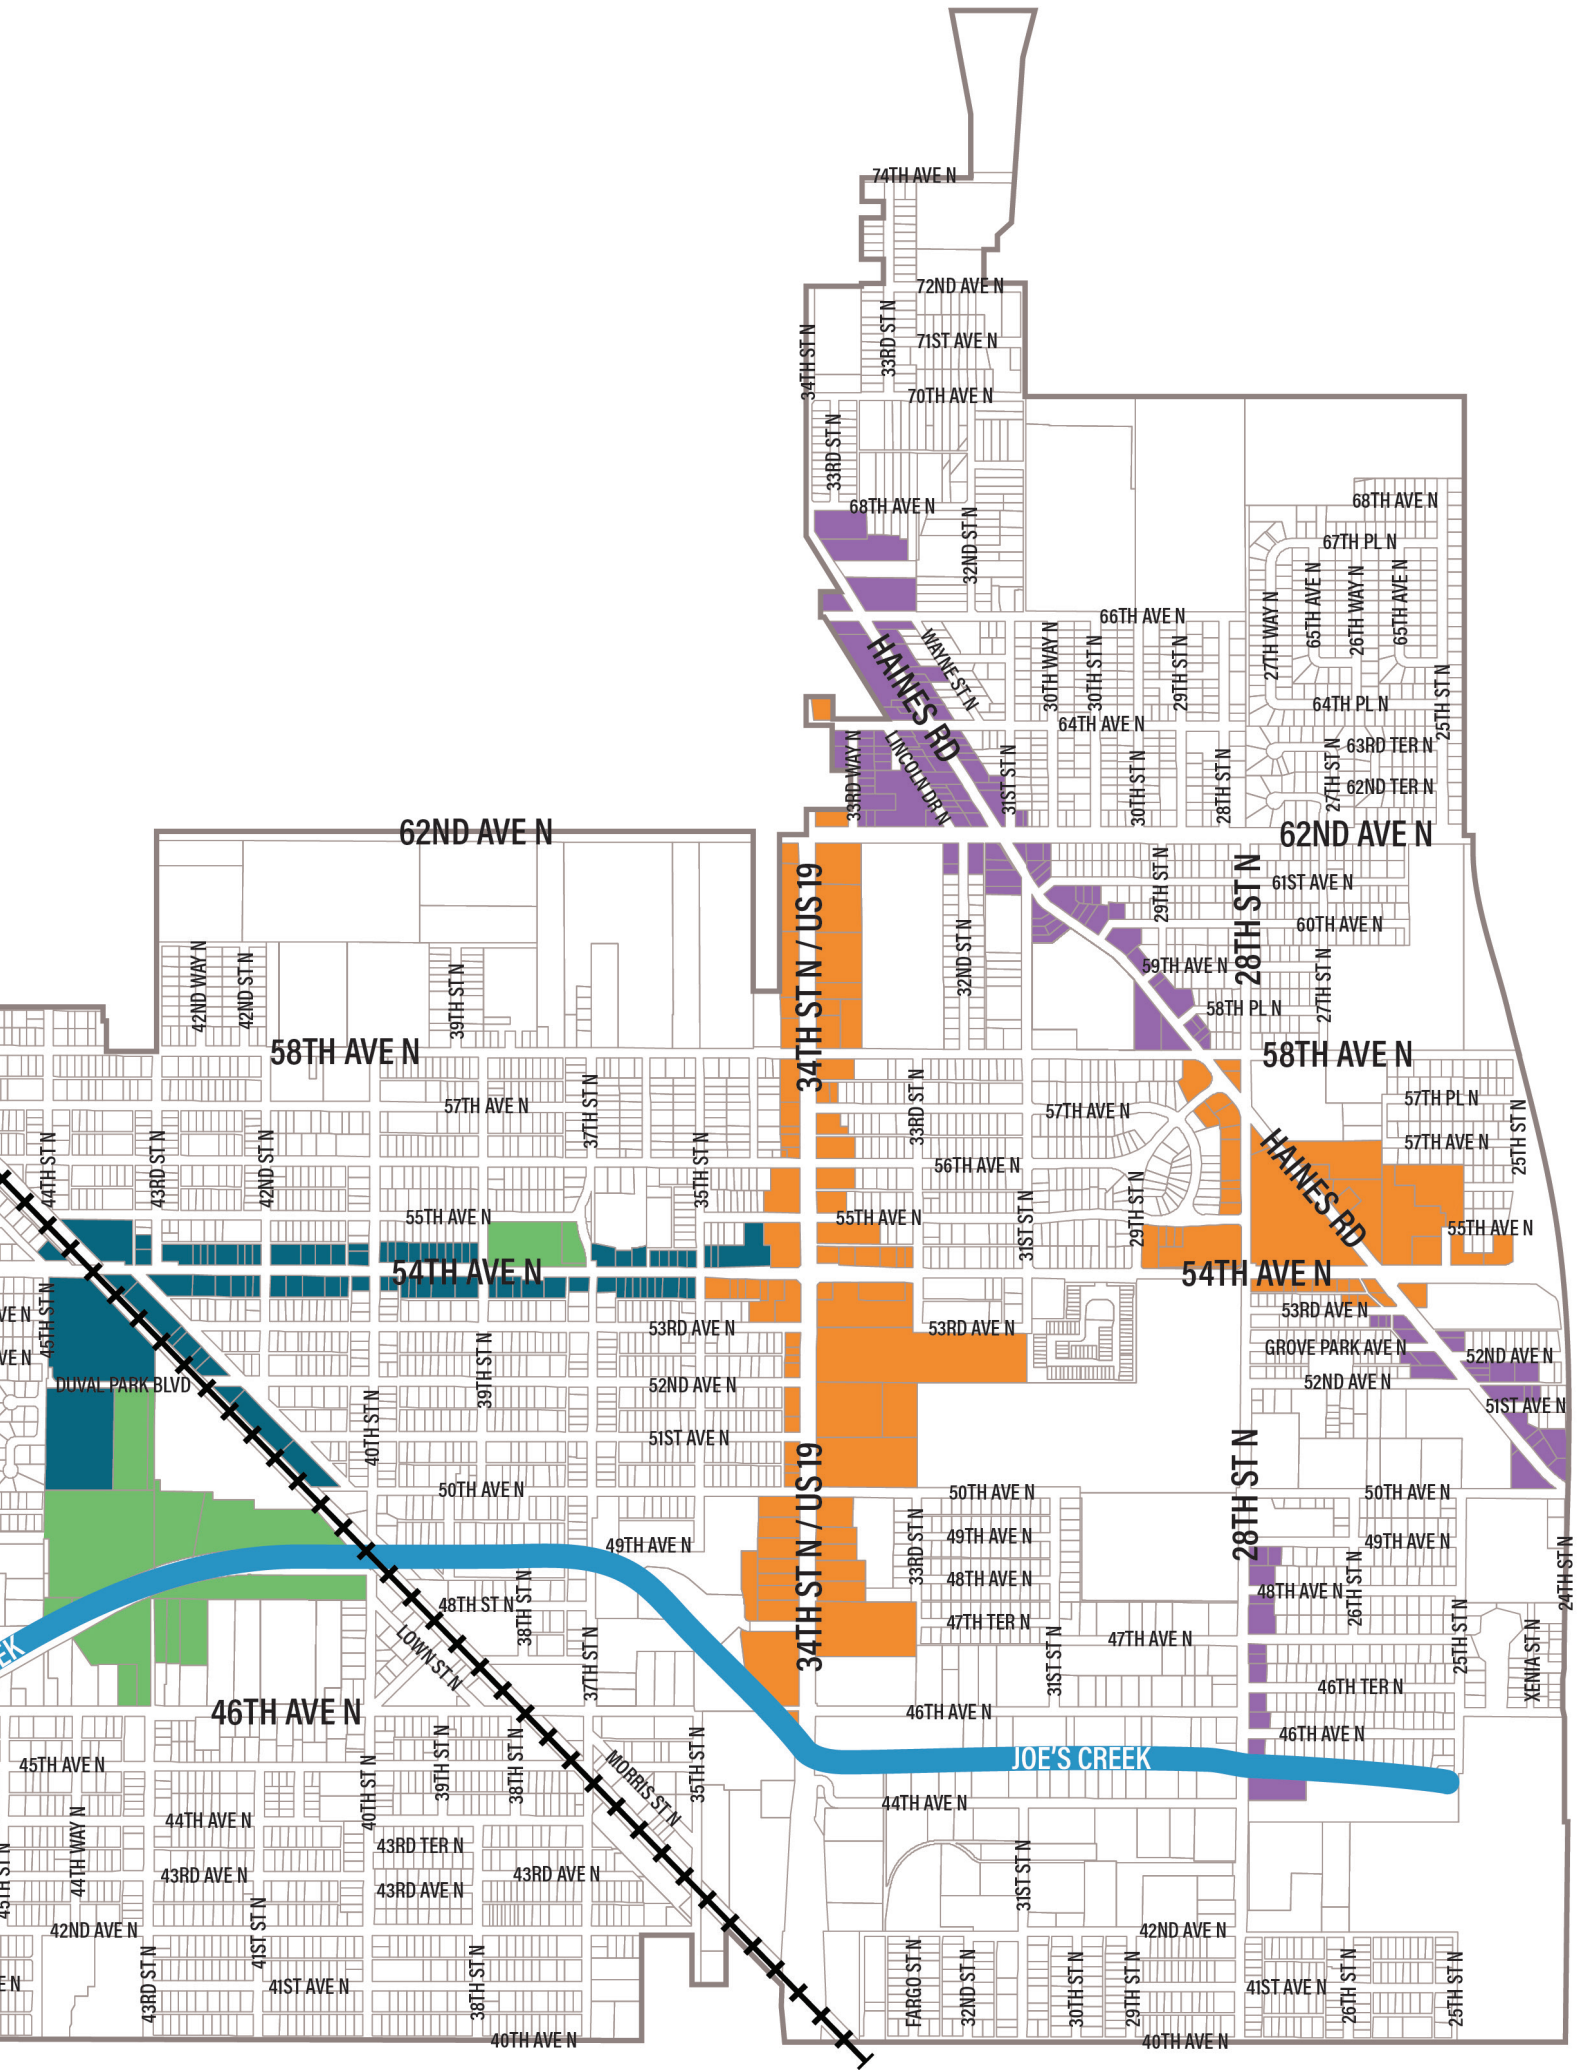 74TH AVE N
72ND AVE N
33RD ST N
34TH ST N
71ST AVE N
70TH AVE N
33RD ST N
68TH AVE N
68TH AVE N
32ND ST N
67TH PL N
65TH AVE N
26TH WAY N
65TH AVE N
27TH WAY N
66TH AVE N
WAYNE ST N
30TH WAY N
30TH ST N
29TH ST N
HAINES RD
25TH ST N
64TH PL N
64TH AVE N
63RD TER N
33RD WAY N
LINCOLN DR N
31ST ST N
30TH ST N
28TH ST N
27TH ST N
62ND TER N
62ND AVE N
62ND AVE N
34TH ST N / US 19
29TH ST N
28TH ST N
61ST AVE N
60TH AVE N
32ND ST N
42ND WAY N
42ND ST N
39TH ST N
59TH AVE N
27TH ST N
58TH PL N
58TH AVE N
58TH AVE N
57TH AVE N
37TH ST N
33RD ST N
57TH AVE N
57TH PL N
25TH ST N
57TH AVE N
44TH ST N
43RD ST N
42ND ST N
35TH ST N
56TH AVE N
HAINES RD
29TH ST N
31ST ST N
55TH AVE N
55TH AVE N
55TH AVE N
54TH AVE N
54TH AVE N
45TH ST N
VE N
53RD AVE N
53RD AVE N
53RD AVE N
VE N
GROVE PARK AVE N
52ND AVE N
39TH ST N
DUVAL PARK BLVD
52ND AVE N
52ND AVE N
51ST AVE N
40TH ST N
51ST AVE N
34TH ST N / US 19
28TH ST N
50TH AVE N
50TH AVE N
50TH AVE N
49TH AVE N
49TH AVE N
49TH AVE N
33RD ST N
24TH ST N
48TH AVE N
48TH AVE N
26TH ST N
48TH ST N
38TH ST N
47TH TER N
EEK
LOWN ST N
37TH ST N
31ST ST N
47TH AVE N
25TH ST N
XENIA ST N
46TH TER N
46TH AVE N
46TH AVE N
46TH AVE N
45TH AVE N
40TH ST N
39TH ST N
38TH ST N
MORRIS ST N
35TH ST N
JOE'S CREEK
44TH AVE N
44TH AVE N
44TH WAY N
43RD TER N
45TH ST N
43RD AVE N
43RD AVE N
43RD AVE N
31ST ST N
42ND AVE N
41ST ST N
42ND AVE N
E N
43RD ST N
41ST AVE N
38TH ST N
FARGO ST N
32ND ST N
30TH ST N
29TH ST N
41ST AVE N
26TH ST N
25TH ST N
40TH AVE N
40TH AVE N